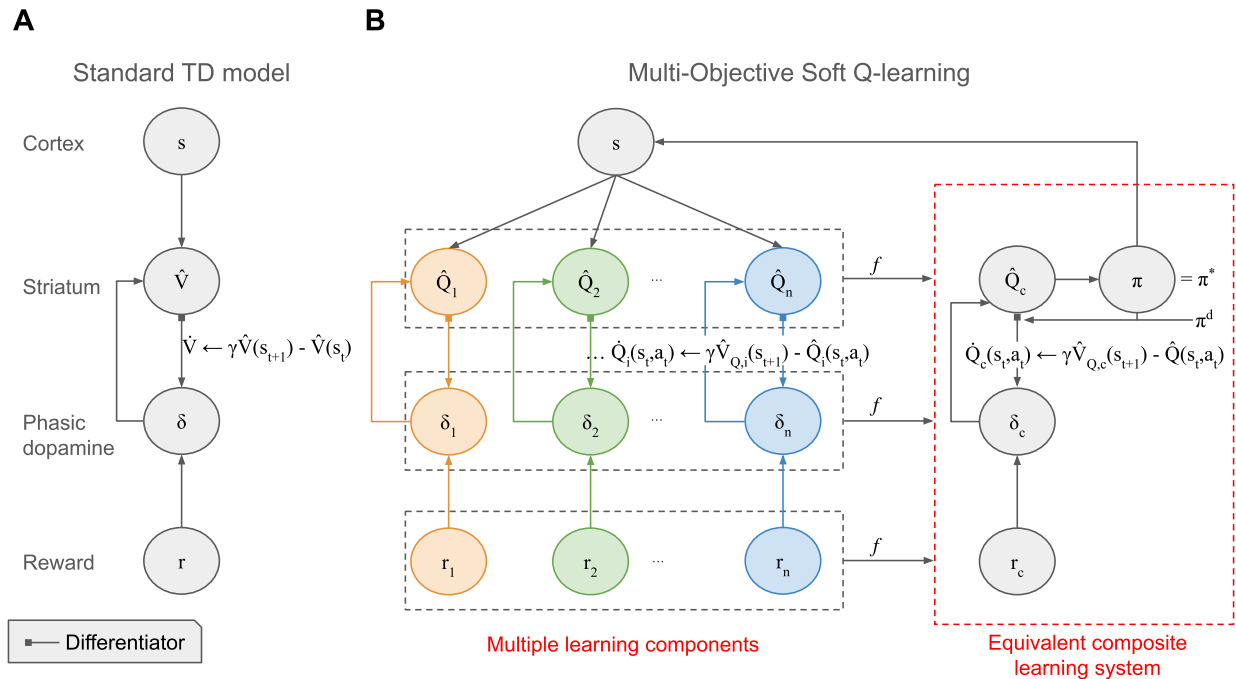 A
B
Standard TD model
Multi-Objective Soft Q-learning
Cortex
s
s
Striatum
V̂
Q̂1
Q̂2
...
Q̂n
f
Q̂c
π
= π*
πd
V̇ ← γV̂(st+1) - V̂(st)
... Q̇i(st,at) ← γV̂Q,i(st+1) - Q̂i(st,at)
Q̇c(st,at) ← γV̂Q,c(st+1) - Q̂(st,at)
Phasic
dopamine
δ
δ1
δ2
...
δn
f
δc
Reward
r
r1
r2
...
rn
f
rc
Differentiator
Multiple learning components
Equivalent composite
learning system